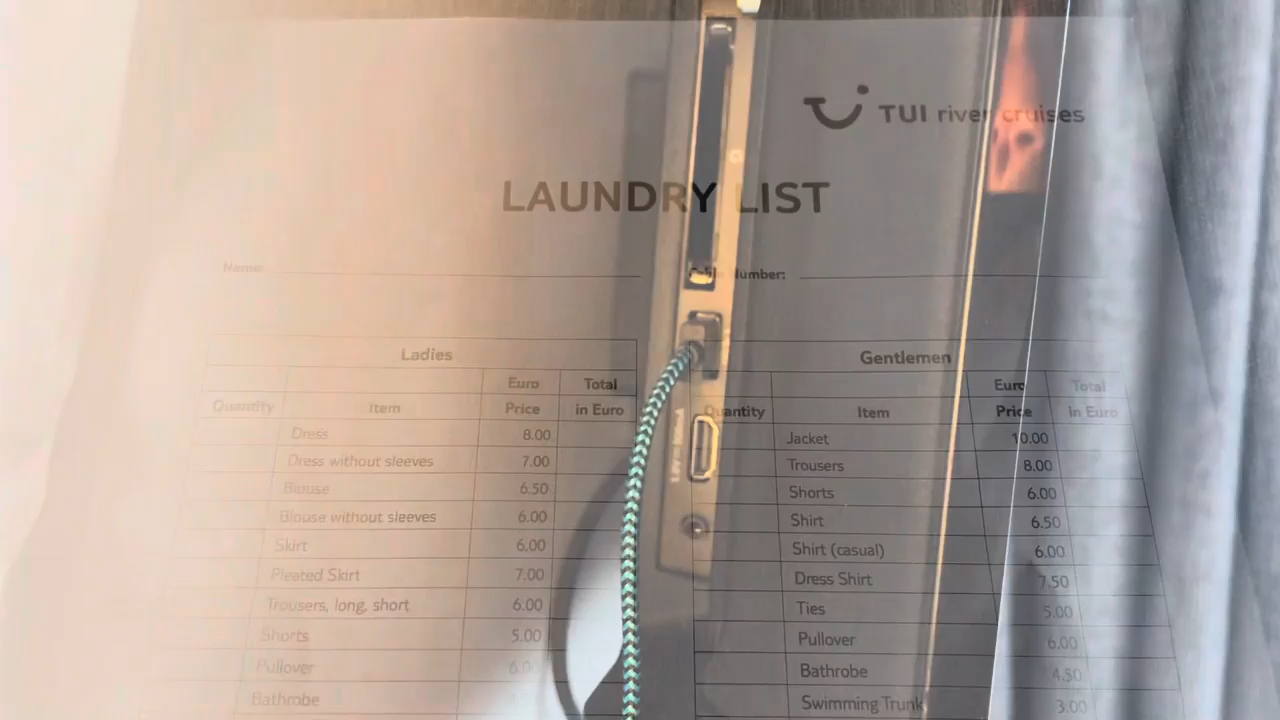 TUI river cruises
LAUNDRY LIST
Name:
Number:
Ladies
Gentlemen
Quantity Item Euro Price Total in Euro
Quantity Item Euro Price Total in Euro
Dress 8.00
Jacket 10.00
Dress without sleeves 7.00
Trousers 8.00
Blouse 6.50
Shorts 6.00
Blouse without sleeves 6.00
Shirt 6.50
Skirt 6.00
Shirt (casual) 6.00
Pleated Skirt 7.00
Dress Shirt 7.50
Trousers, long, short 6.00
Ties 5.00
Shorts 5.00
Pullover 6.00
Pullover 6.00
Bathrobe 4.50
Bathrobe
Swimming Trunk 3.00